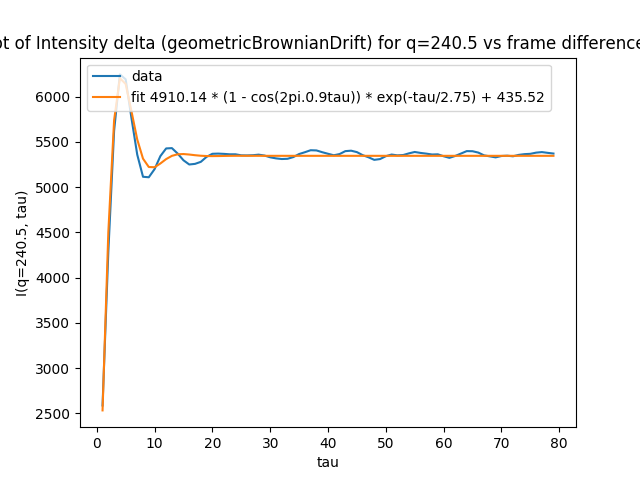 ot of Intensity delta (geometricBrownianDrift) for q=240.5 vs frame difference
data
fit 4910.14 * (1 - cos(2pi.0.9tau)) * exp(-tau/2.75) + 435.52
I(q=240.5, tau)
6000
5500
5000
4500
4000
3500
3000
2500
0 10 20 30 40 50 60 70 80
tau